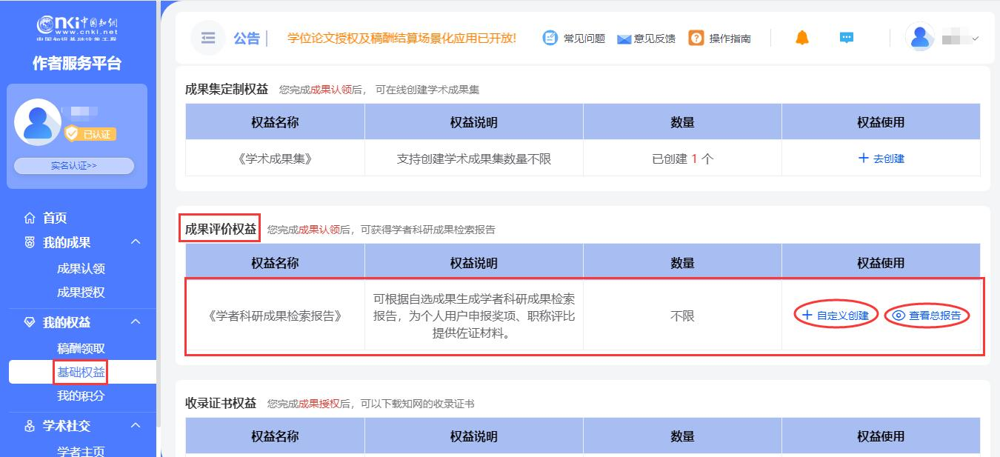 Cnki中国知网
www.cnki.net
中国知识基础设施工程
作者服务平台
已认证
实名认证>>
首页
我的成果
成果认领
成果授权
我的权益
稿酬领取
基础权益
我的积分
学术社交
学者主页
公告
学位论文授权及稿酬结算场景化应用已开放!
常见问题
意见反馈
操作指南
成果集定制权益 您完成成果认领后， 可在线创建学术成果集
权益名称 权益说明 数量 权益使用
《学术成果集》 支持创建学术成果集数量不限 已创建 1 个 + 去创建
成果评价权益 您完成成果认领后，可获得学者科研成果检索报告
权益名称 权益说明 数量 权益使用
《学者科研成果检索报告》
可根据自选成果生成学者科研成果检索
报告，为个人用户申报奖项、职称评比
提供佐证材料。
不限
+ 自定义创建
查看总报告
收录证书权益 您完成成果授权后，可以下载知网的收录证书
权益名称 权益说明 数量 权益使用